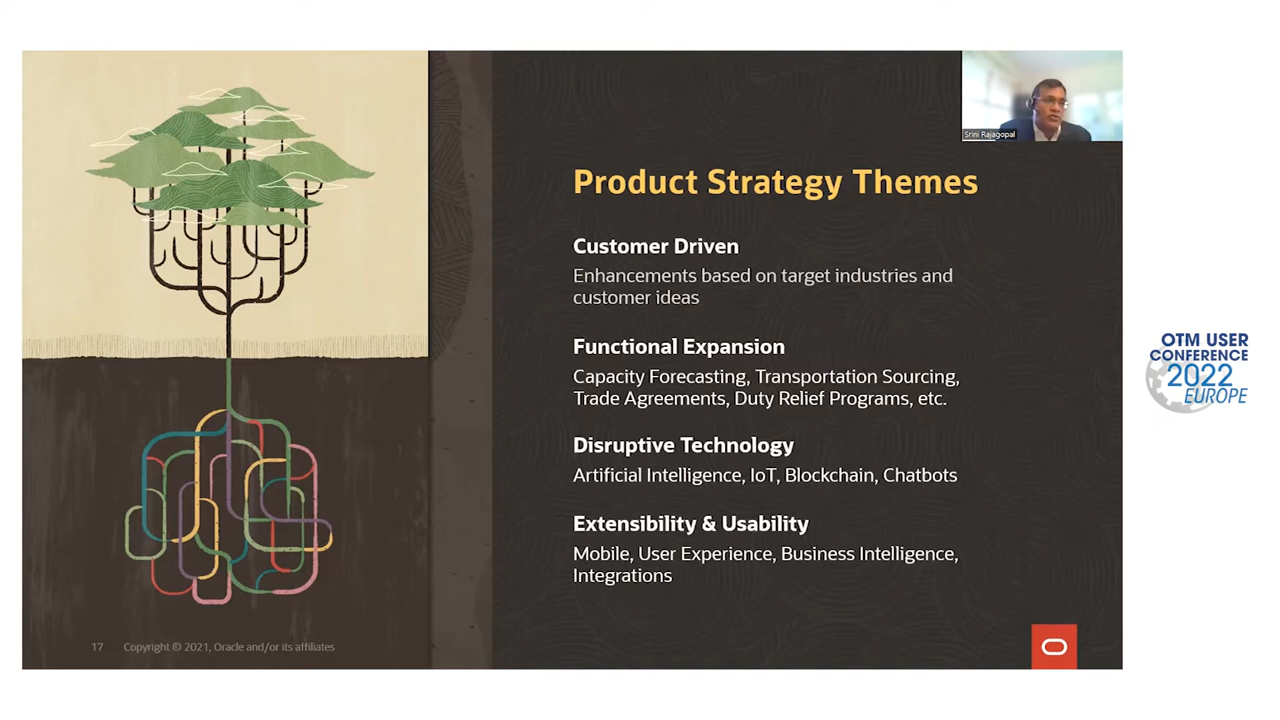 Srini Rajagopal
Product Strategy Themes
Customer Driven
Enhancements based on target industries and
customer ideas
Functional Expansion
Capacity Forecasting, Transportation Sourcing,
Trade Agreements, Duty Relief Programs, etc.
Disruptive Technology
Artificial Intelligence, IoT, Blockchain, Chatbots
Extensibility & Usability
Mobile, User Experience, Business Intelligence,
Integrations
17 Copyright © 2021, Oracle and/or its affiliates
OTM USER
CONFERENCE
2022
EUROPE